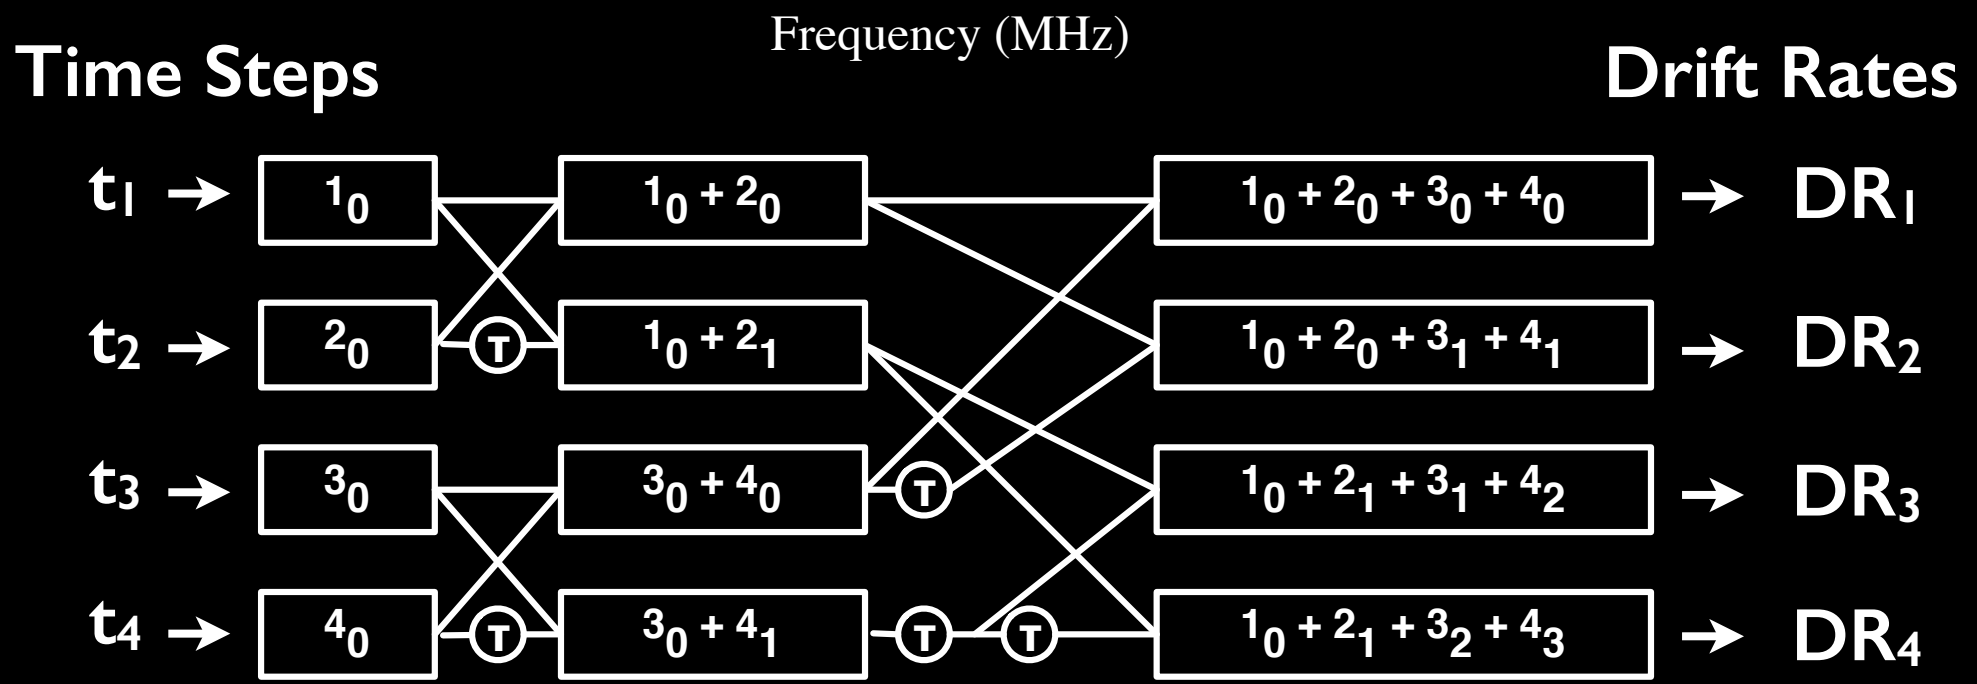 Frequency (MHz)
Time Steps Drift Rates
t₁ 1₀ 1₀ + 2₀ 1₀ + 2₀ + 3₀ + 4₀ DR₁
t₂ 2₀ T 1₀ + 2₁ 1₀ + 2₀ + 3₁ + 4₁ DR₂
t₃ 3₀ 3₀ + 4₀ T 1₀ + 2₁ + 3₁ + 4₂ DR₃
t₄ 4₀ T 3₀ + 4₁ T T 1₀ + 2₁ + 3₂ + 4₃ DR₄